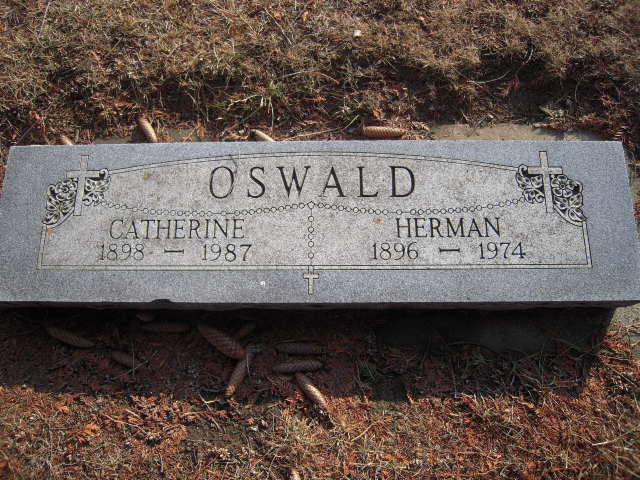 OSWALD
CATHERINE HERMAN
1898 — 1987 1896 — 1974